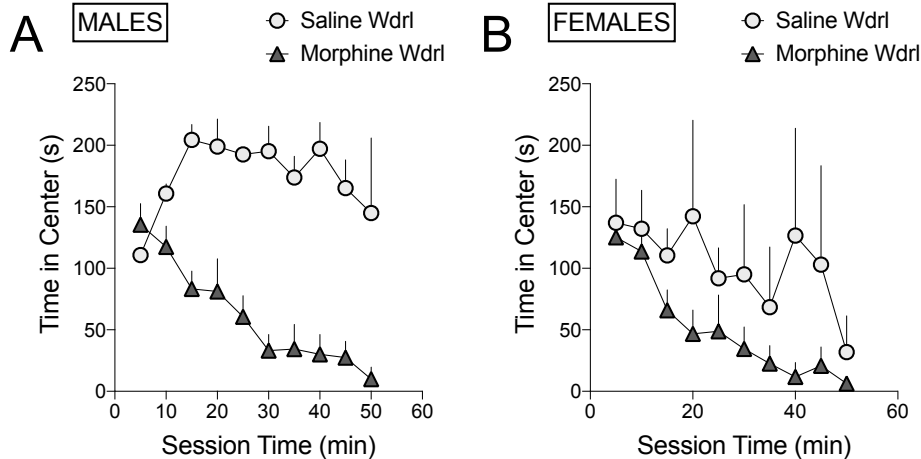 A
MALES
Saline Wdrl
Morphine Wdrl
250
200
150
100
50
0
Time in Center (s)
0 10 20 30 40 50 60
Session Time (min)
B
FEMALES
Saline Wdrl
Morphine Wdrl
250
200
150
100
50
0
Time in Center (s)
0 20 40 60
Session Time (min)